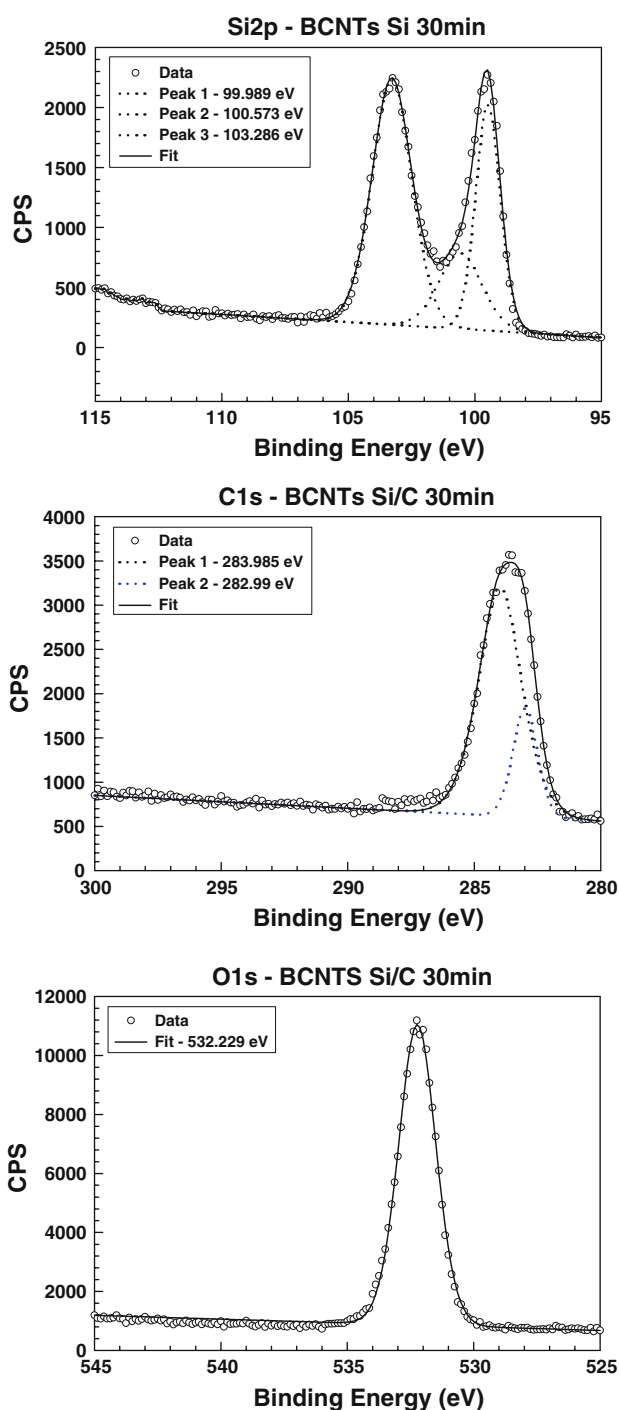 Si2p - BCNTs Si 30min
2500
2000
1500
1000
500
0
CPS
Data
Peak 1 - 99.989 eV
Peak 2 - 100.573 eV
Peak 3 - 103.286 eV
Fit
115 110 105 100 95
Binding Energy (eV)
C1s - BCNTs Si/C 30min
4000
3500
3000
2500
2000
1500
1000
500
0
CPS
Data
Peak 1 - 283.985 eV
Peak 2 - 282.99 eV
Fit
300 295 290 284 280
Binding Energy (eV)
O1s - BCNTS Si/C 30min
12000
10000
8000
6000
4000
2000
0
CPS
Data
Fit - 532.229 eV
545 540 533 530 525
Binding Energy (eV)